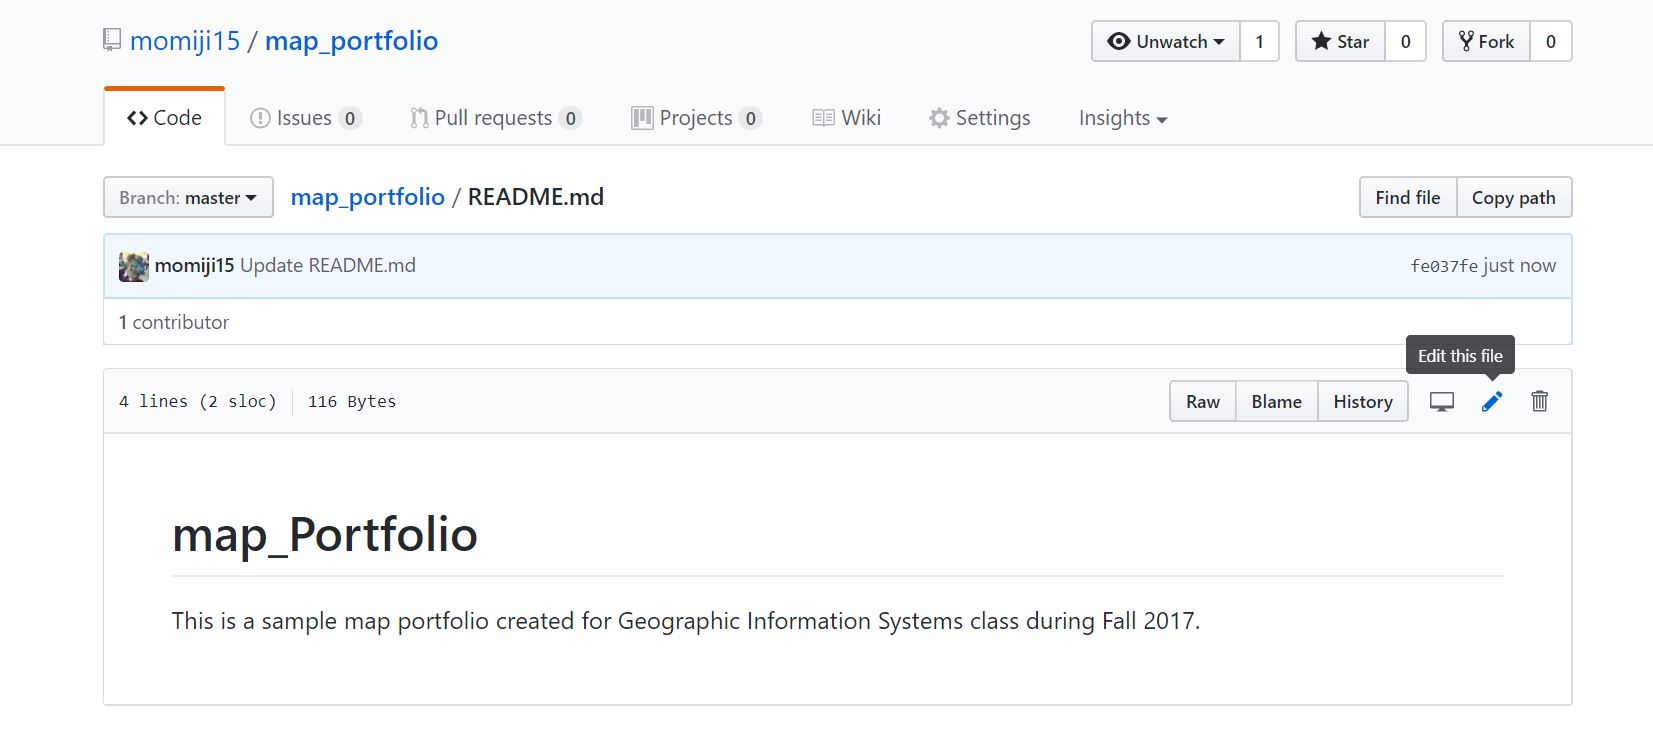 momiji15 / map_portfolio
Unwatch 1 Star 0 Fork 0
Code Issues 0 Pull requests 0 Projects 0 Wiki Settings Insights
Branch: master map_portfolio / README.md Find file Copy path
momiji15 Update README.md fe037fe just now
1 contributor
Edit this file
4 lines (2 sloc) 116 Bytes Raw Blame History
map_Portfolio
This is a sample map portfolio created for Geographic Information Systems class during Fall 2017.